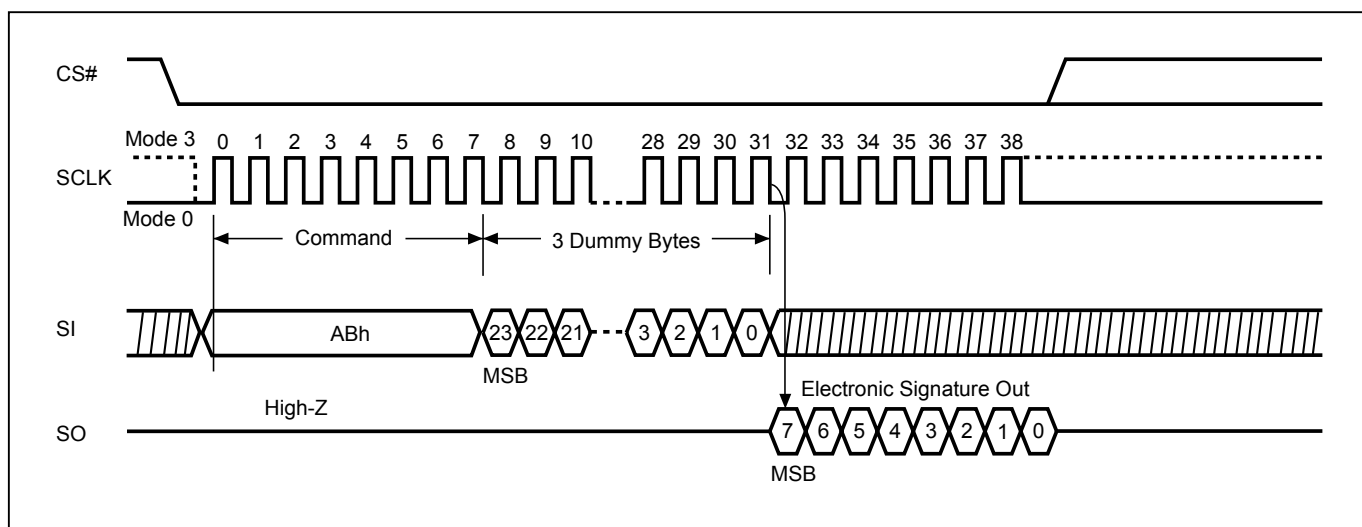 CS#
Mode 3
0 1 2 3 4 5 6 7 8 9 10 28 29 30 31 32 33 34 35 36 37 38
SCLK
Mode 0
Command
3 Dummy Bytes
SI
ABh
23 22 21 3 2 1 0
MSB
Electronic Signature Out
High-Z
SO
7 6 5 4 3 2 1 0
MSB